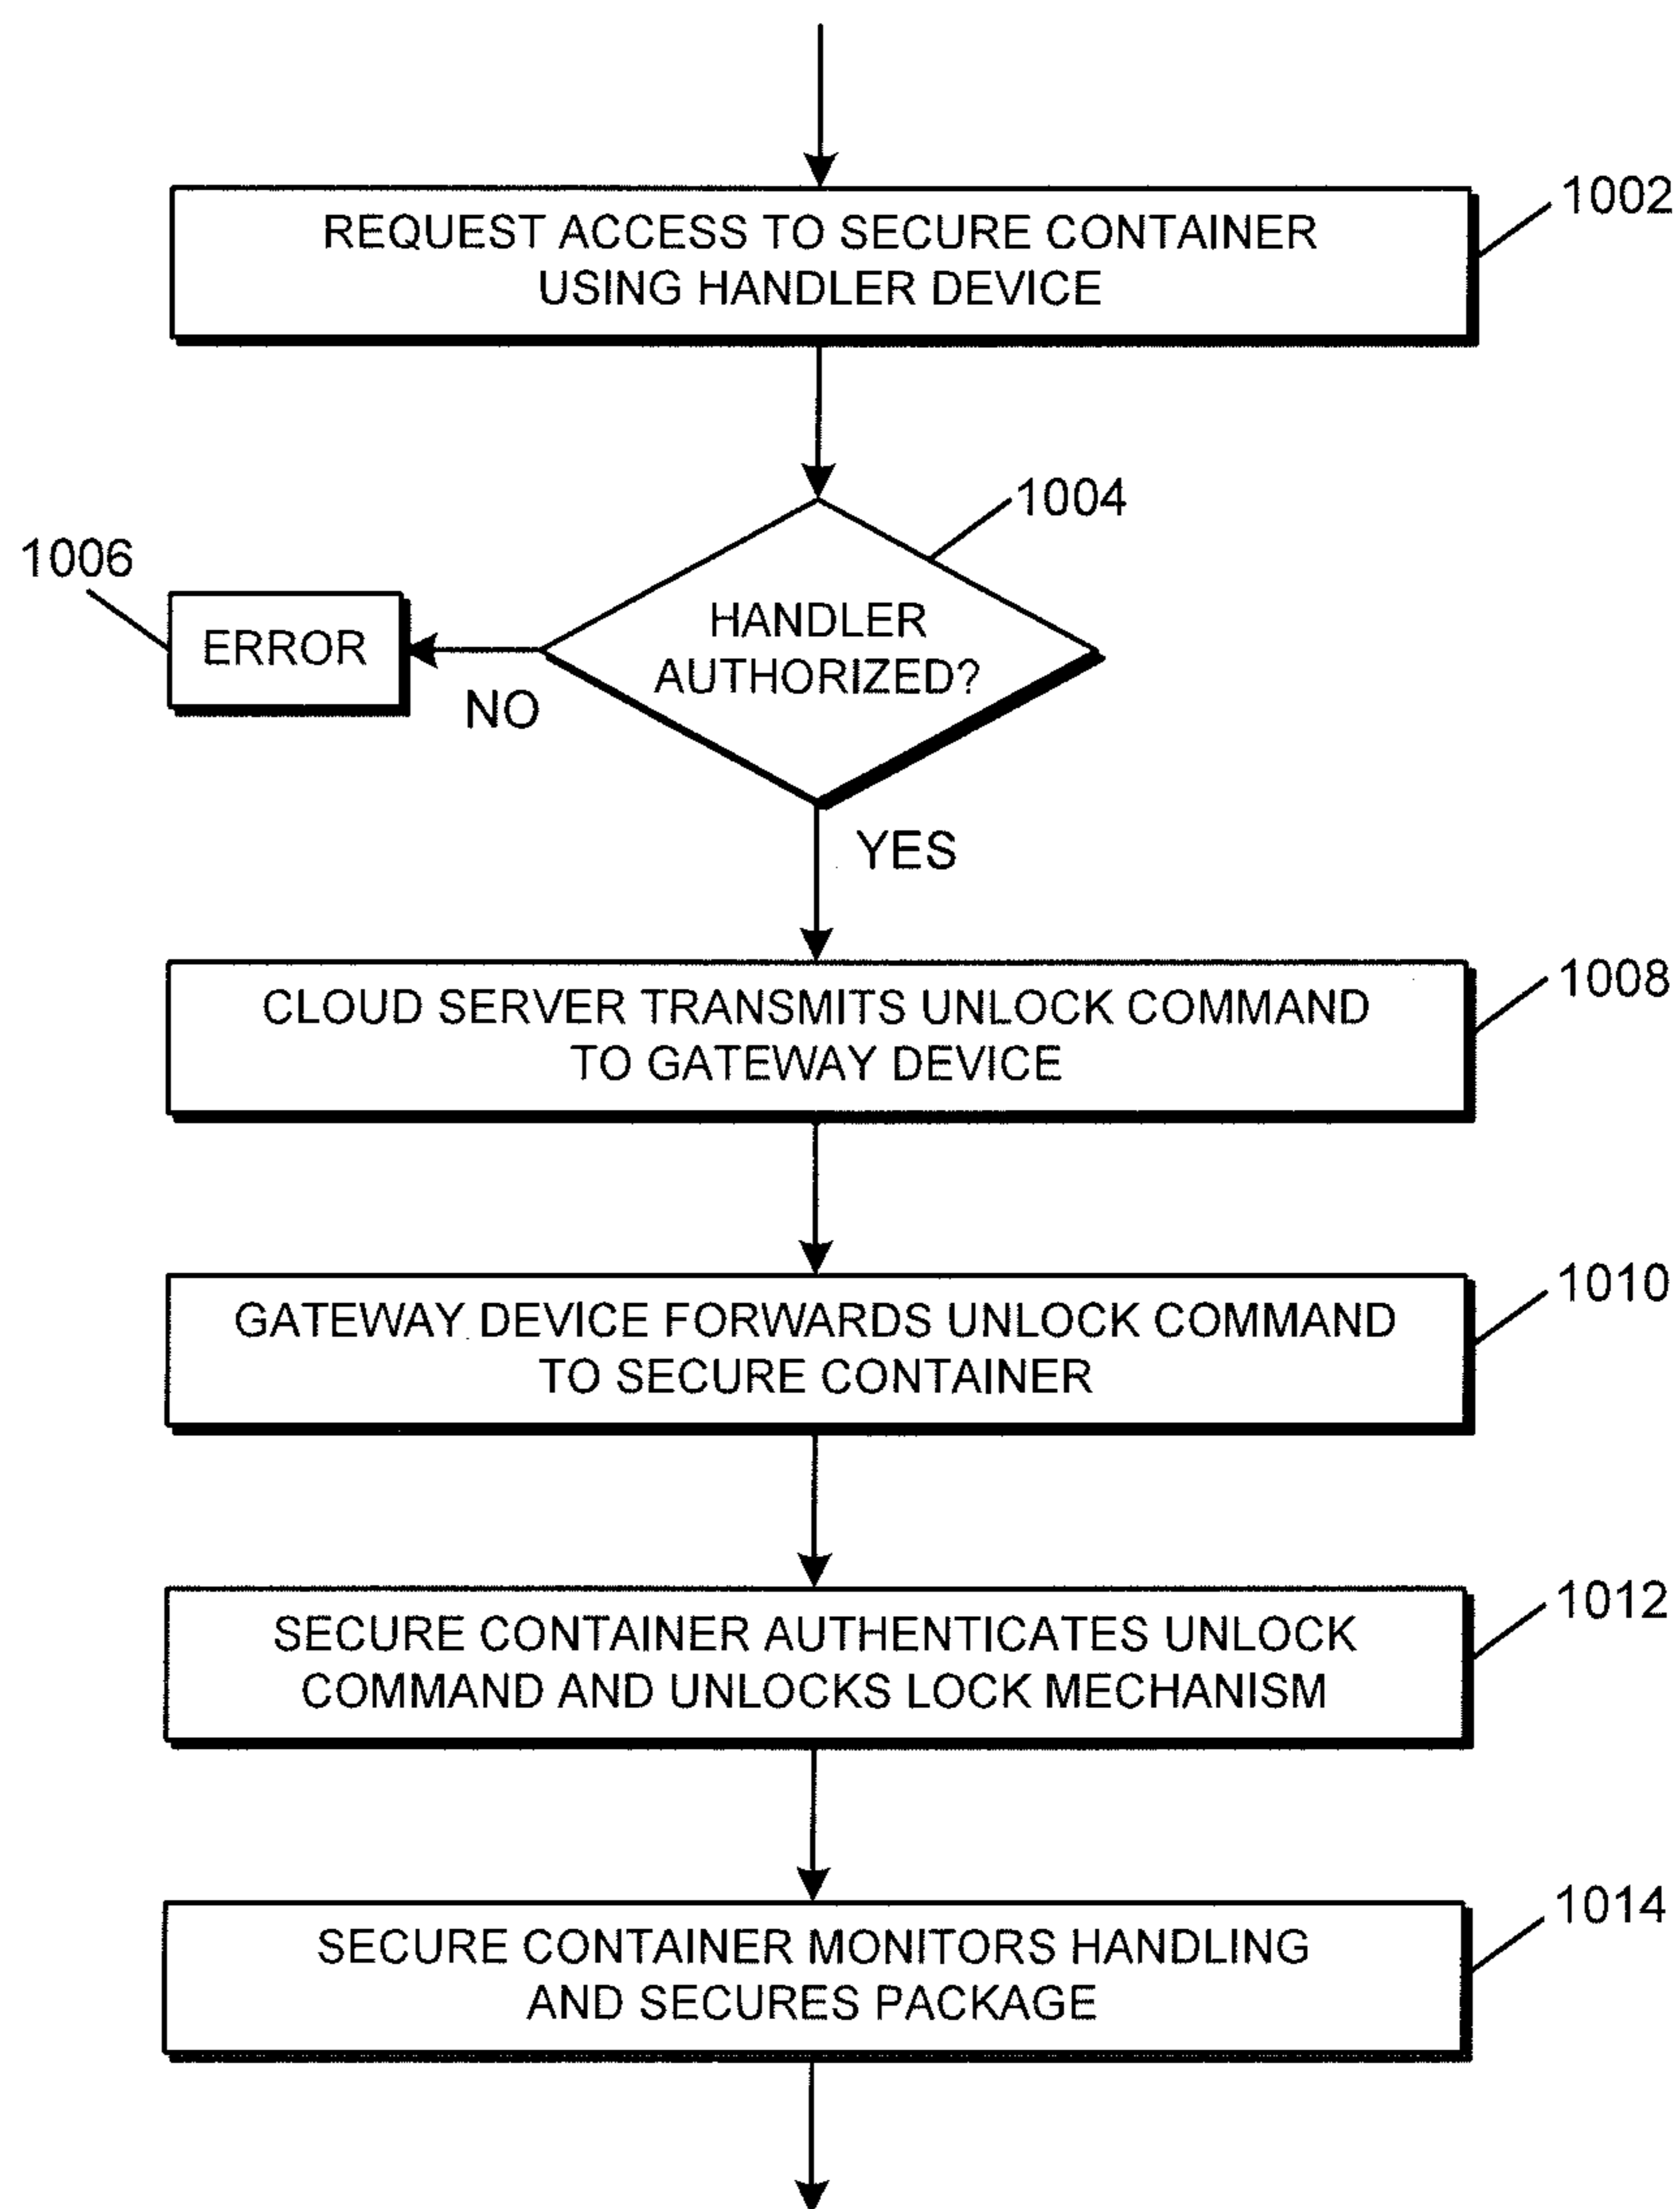 REQUEST ACCESS TO SECURE CONTAINER
USING HANDLER DEVICE
1002
1004
HANDLER
AUTHORIZED?
1006
ERROR
NO
YES
CLOUD SERVER TRANSMITS UNLOCK COMMAND
TO GATEWAY DEVICE
1008
GATEWAY DEVICE FORWARDS UNLOCK COMMAND
TO SECURE CONTAINER
1010
SECURE CONTAINER AUTHENTICATES UNLOCK
COMMAND AND UNLOCKS LOCK MECHANISM
1012
SECURE CONTAINER MONITORS HANDLING
AND SECURES PACKAGE
1014